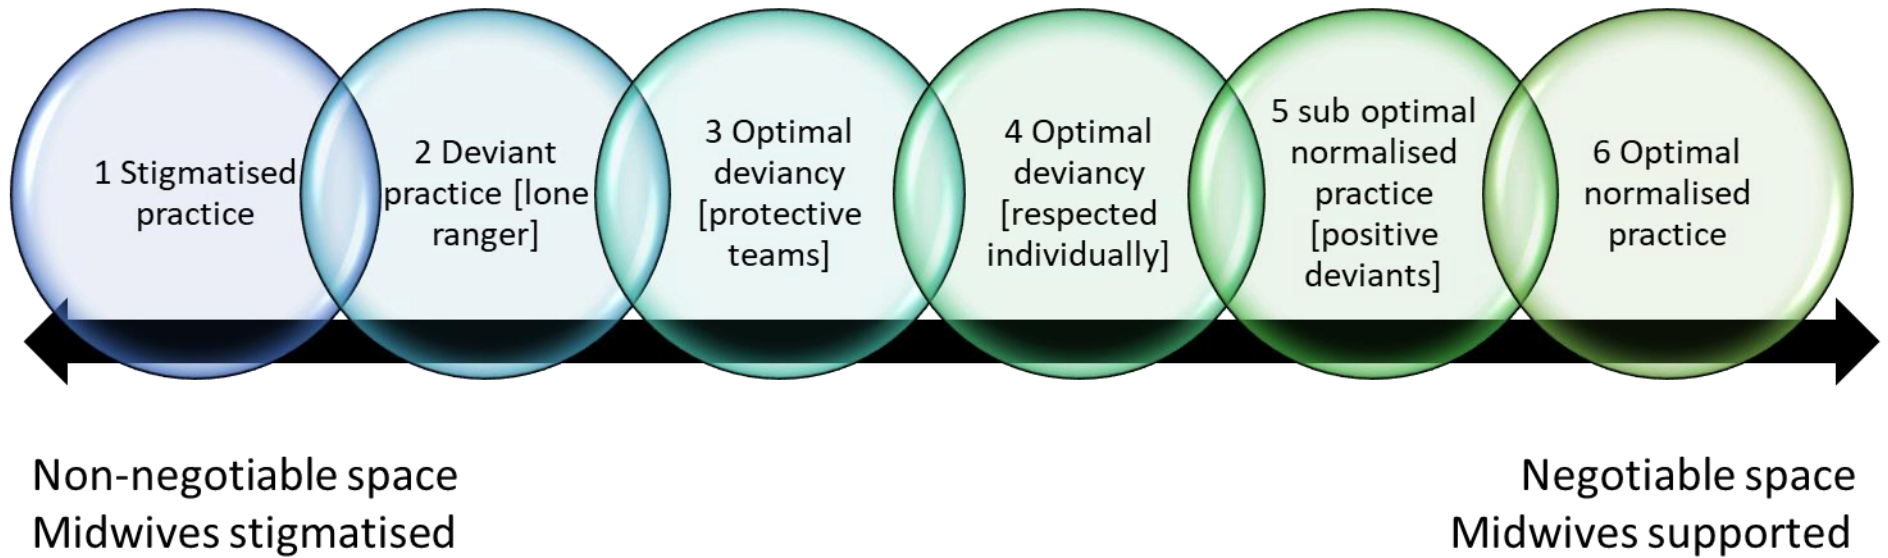 1 Stigmatised
practice
2 Deviant
practice [lone
ranger]
3 Optimal
deviancy
[protective
teams]
4 Optimal
deviancy
[respected
individually]
5 sub optimal
normalised
practice
[positive
deviants]
6 Optimal
normalised
practice
Non-negotiable space
Midwives stigmatised
Negotiable space
Midwives supported